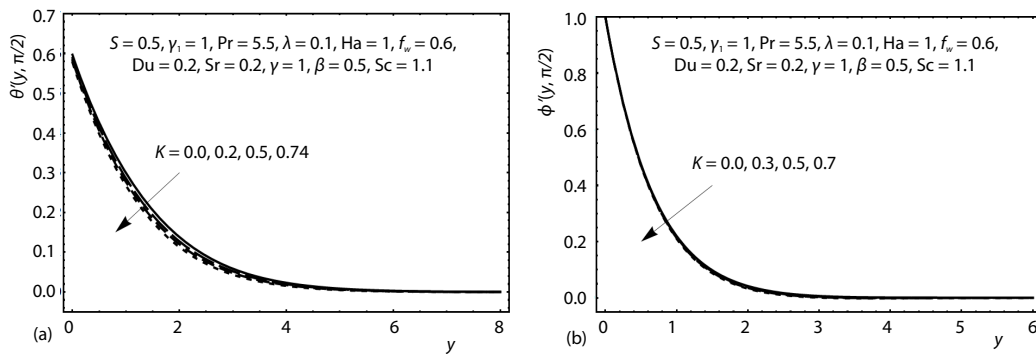 0.7
0.6
0.5
0.4
0.3
0.2
0.1
0.0
θ′(y, π/2)
S = 0.5, γ₁ = 1, Pr = 5.5, λ = 0.1, Ha = 1, f_w = 0.6,
Du = 0.2, Sr = 0.2, γ = 1, β = 0.5, Sc = 1.1
K = 0.0, 0.2, 0.5, 0.74
(a)
0 2 4 6 8
y
1.0
0.8
0.6
0.4
0.2
0.0
ϕ′(y, π/2)
S = 0.5, γ₁ = 1, Pr = 5.5, λ = 0.1, Ha = 1, f_w = 0.6,
Du = 0.2, Sr = 0.2, γ = 1, β = 0.5, Sc = 1.1
K = 0.0, 0.3, 0.5, 0.7
(b)
0 1 2 3 4 5 6
y